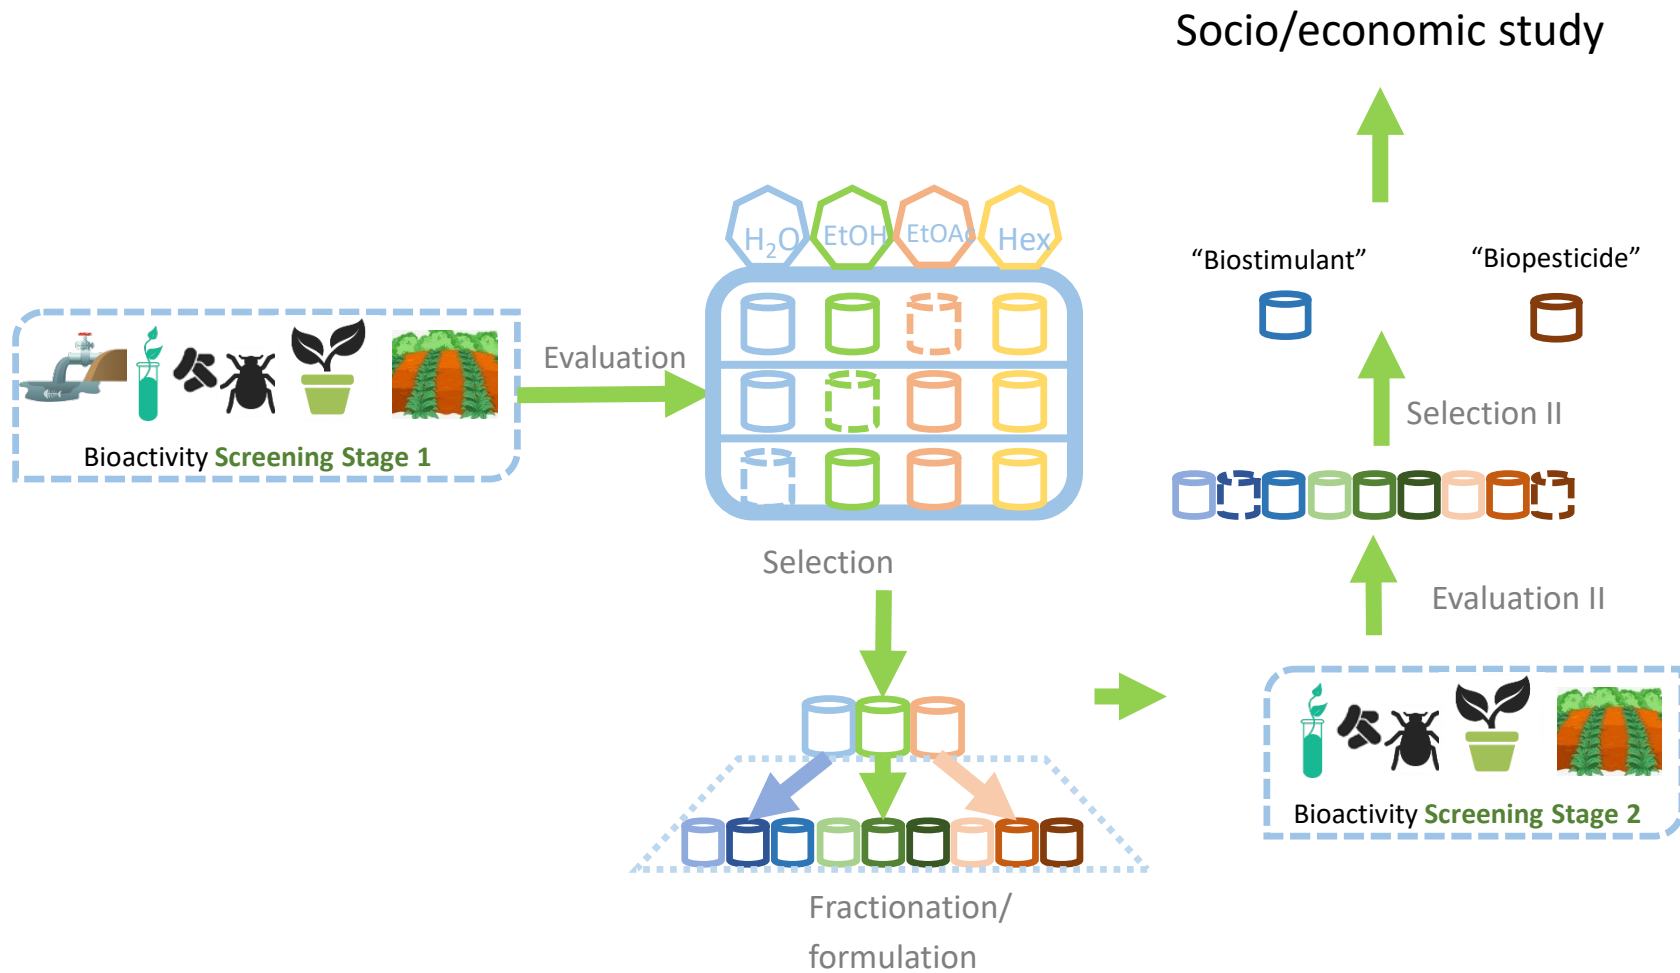 Socio/economic study
H₂O
EtOH
EtOAc
Hex
"Biostimulant"
"Biopesticide"
Evaluation
Bioactivity Screening Stage 1
Selection II
Selection
Evaluation II
Bioactivity Screening Stage 2
Fractionation/
formulation